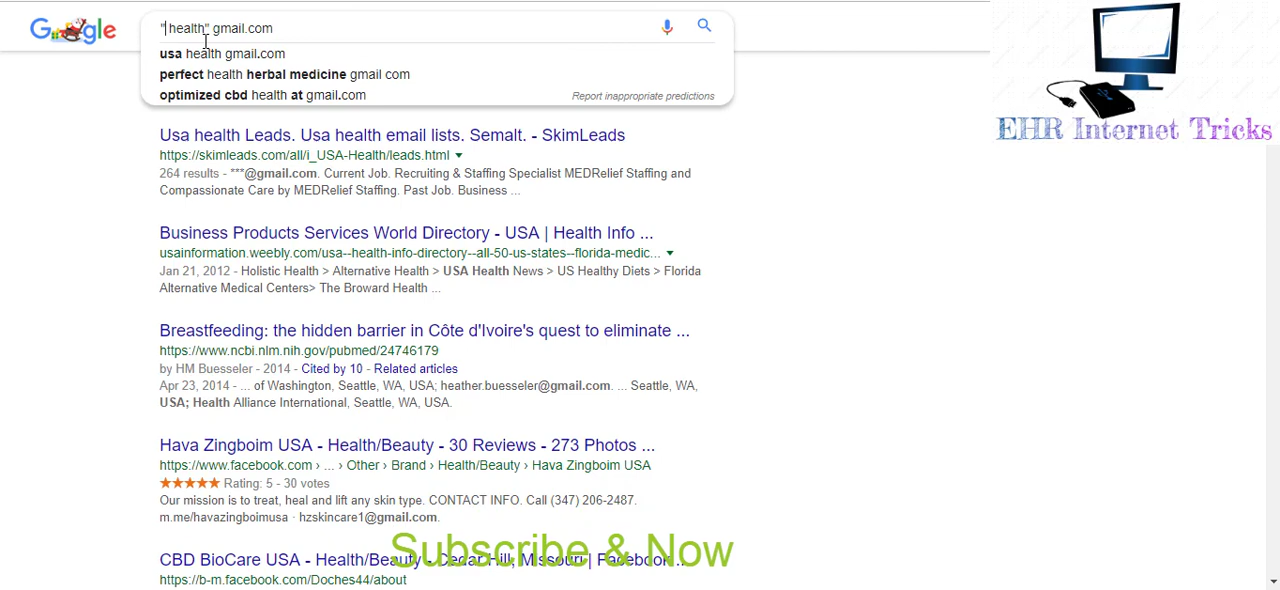 Google
" health" gmail.com
usa health gmail.com
perfect health herbal medicine gmail com
optimized cbd health at gmail.com
Report inappropriate predictions
EHR Internet Tricks
Usa health Leads. Usa health email lists. Semalt. - SkimLeads
https://skimleads.com/all/i_USA-Health/leads.html
264 results - ***@gmail.com. Current Job. Recruiting & Staffing Specialist MEDRelief Staffing and
Compassionate Care by MEDRelief Staffing. Past Job. Business ...
Business Products Services World Directory - USA | Health Info ...
usainformation.weebly.com/usa--health-info-directory--all-50-us-states--florida-medic...
Jan 21, 2012 - Holistic Health > Alternative Health > USA Health News > US Healthy Diets > Florida
Alternative Medical Centers> The Broward Health ...
Breastfeeding: the hidden barrier in Côte d'Ivoire's quest to eliminate ...
https://www.ncbi.nlm.nih.gov/pubmed/24746179
by HM Buesseler - 2014 - Cited by 10 - Related articles
Apr 23, 2014 - ... of Washington, Seattle, WA, USA; heather.buesseler@gmail.com. ... Seattle, WA,
USA; Health Alliance International, Seattle, WA, USA.
Hava Zingboim USA - Health/Beauty - 30 Reviews - 273 Photos ...
https://www.facebook.com › ... › Other › Brand › Health/Beauty › Hava Zingboim USA
Rating: 5 - 30 votes
Our mission is to treat, heal and lift any skin type. CONTACT INFO. Call (347) 206-2487.
m.me/havazingboimusa · hzskincare1@gmail.com.
Subscribe & Now
CBD BioCare USA - Health/Beauty - Cedar Hill, Missouri | Facebook ...
https://b-m.facebook.com/Doches44/about